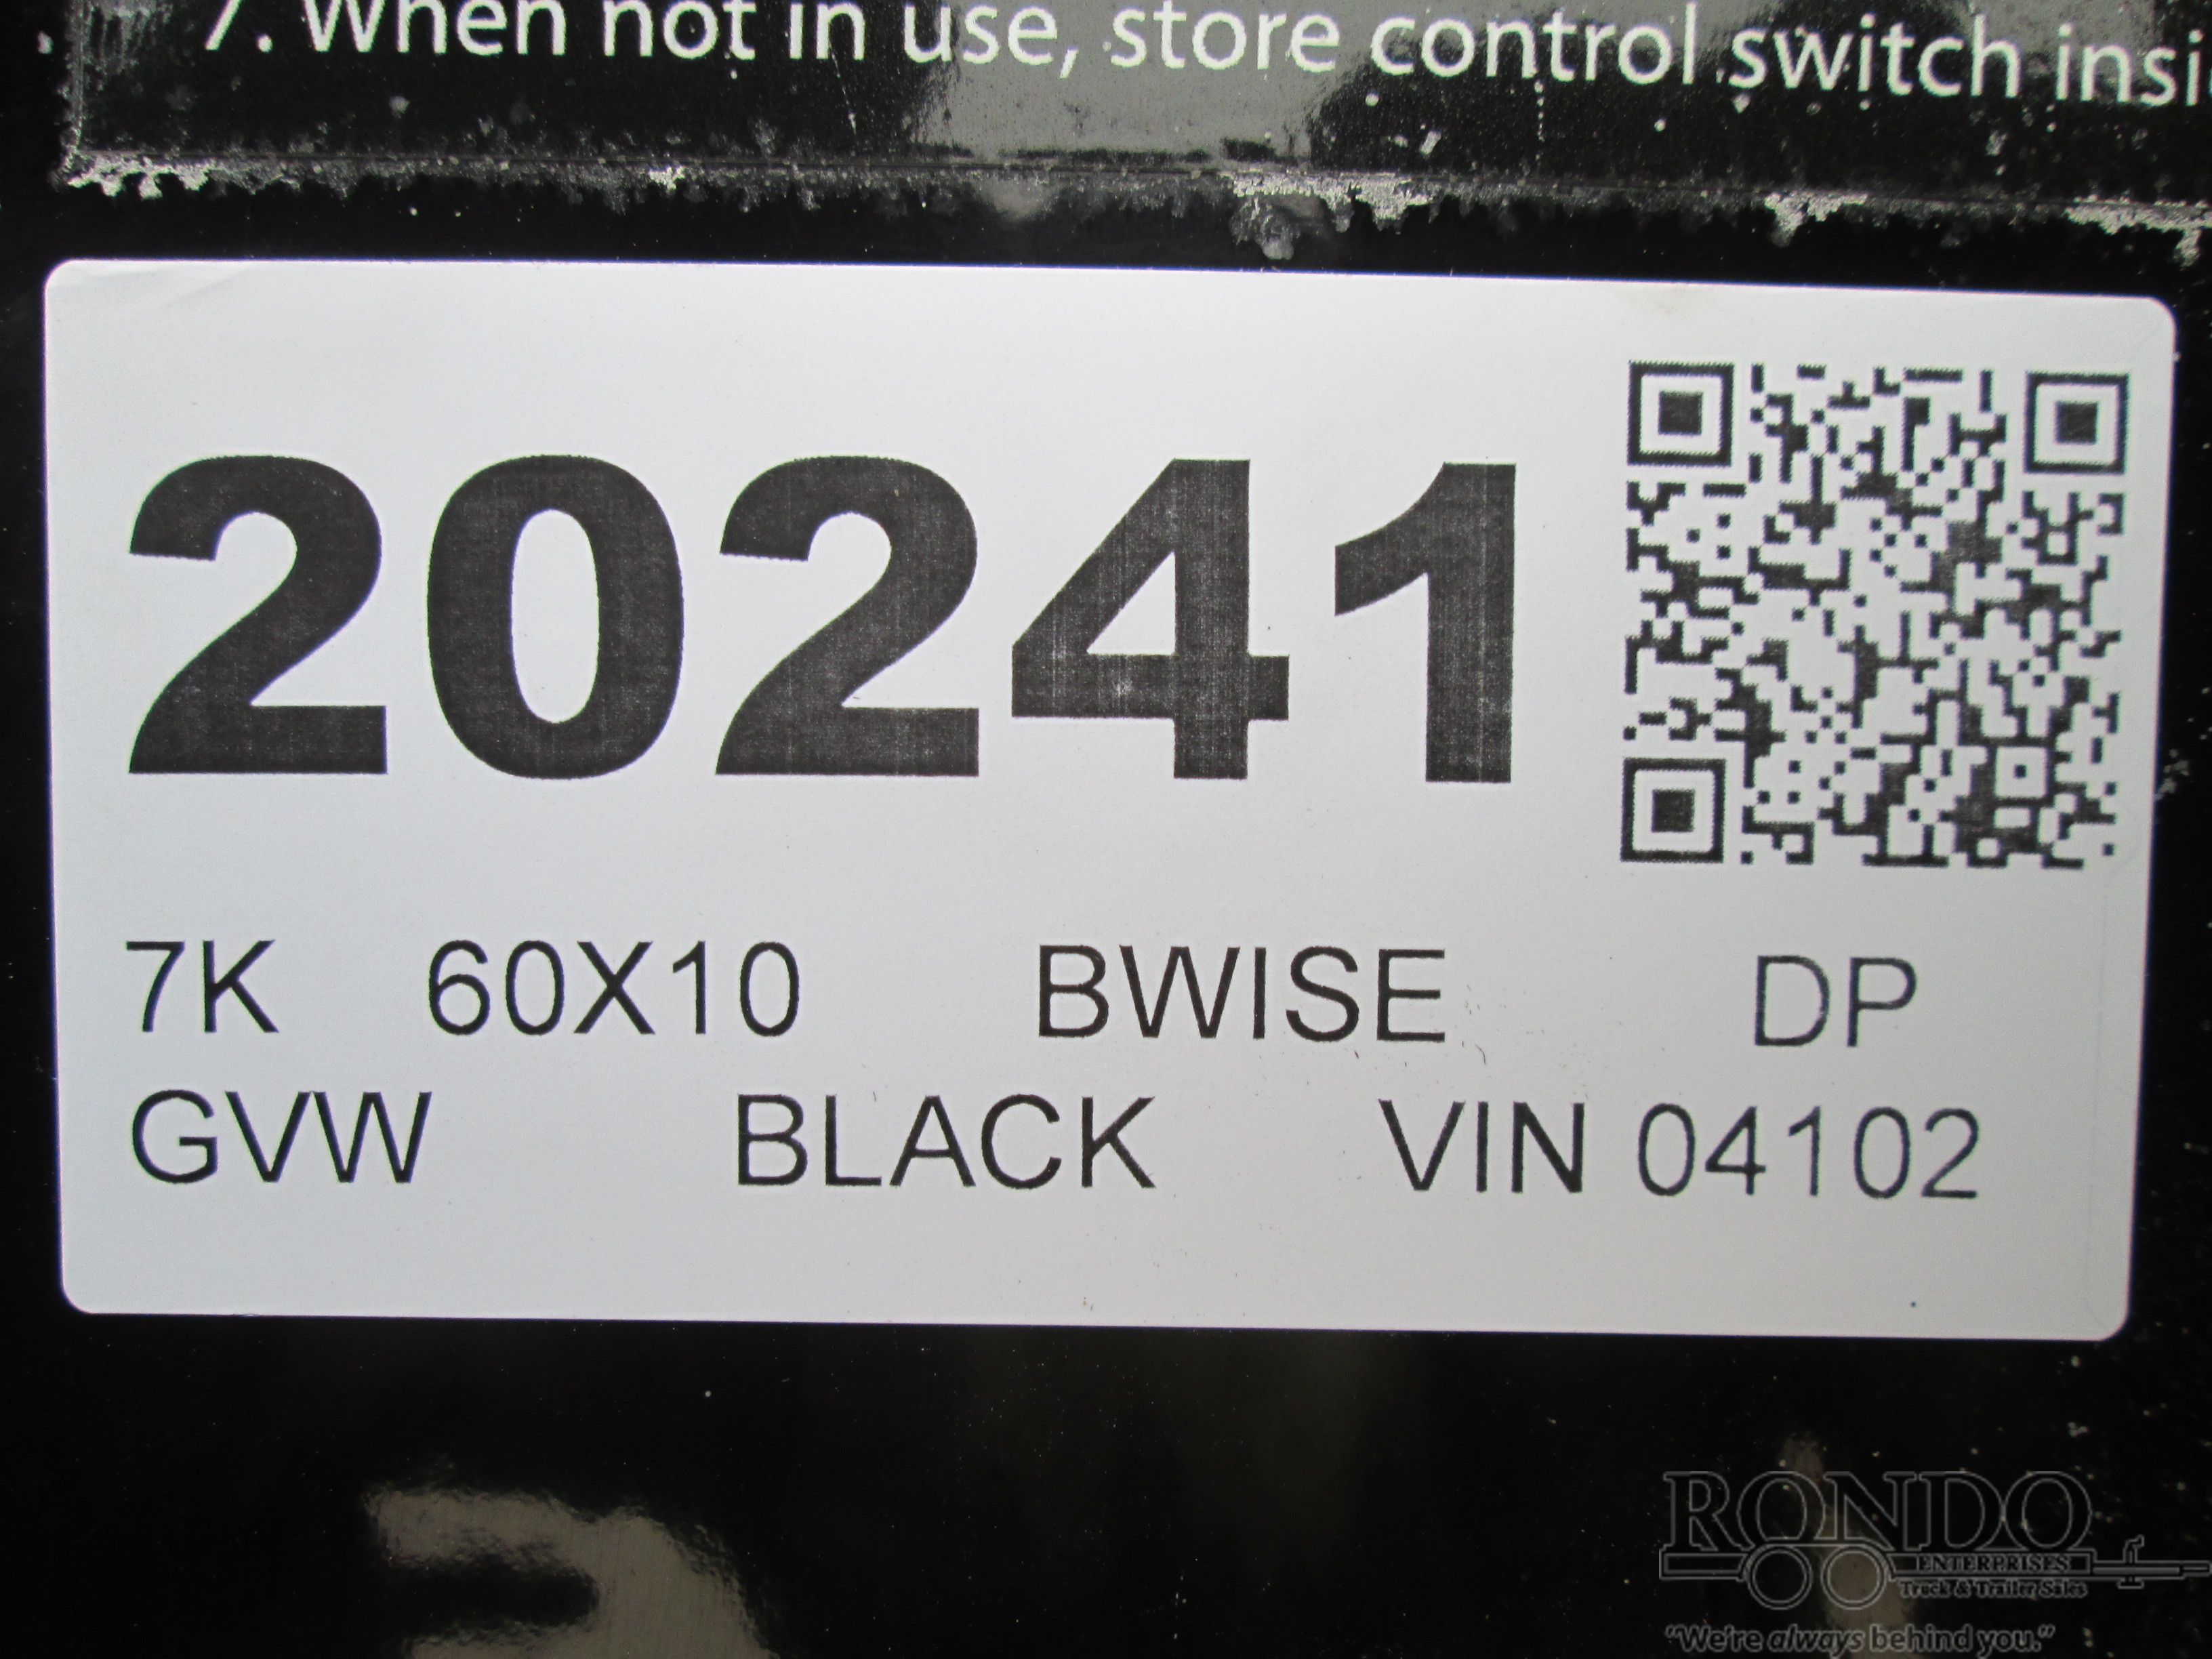 7. When not in use, store control switch insi
20241
7K 60X10 BWISE DP
GVW BLACK VIN 04102
RONDO
ENTERPRISES
Truck & Trailer Sales
"We're always behind you."